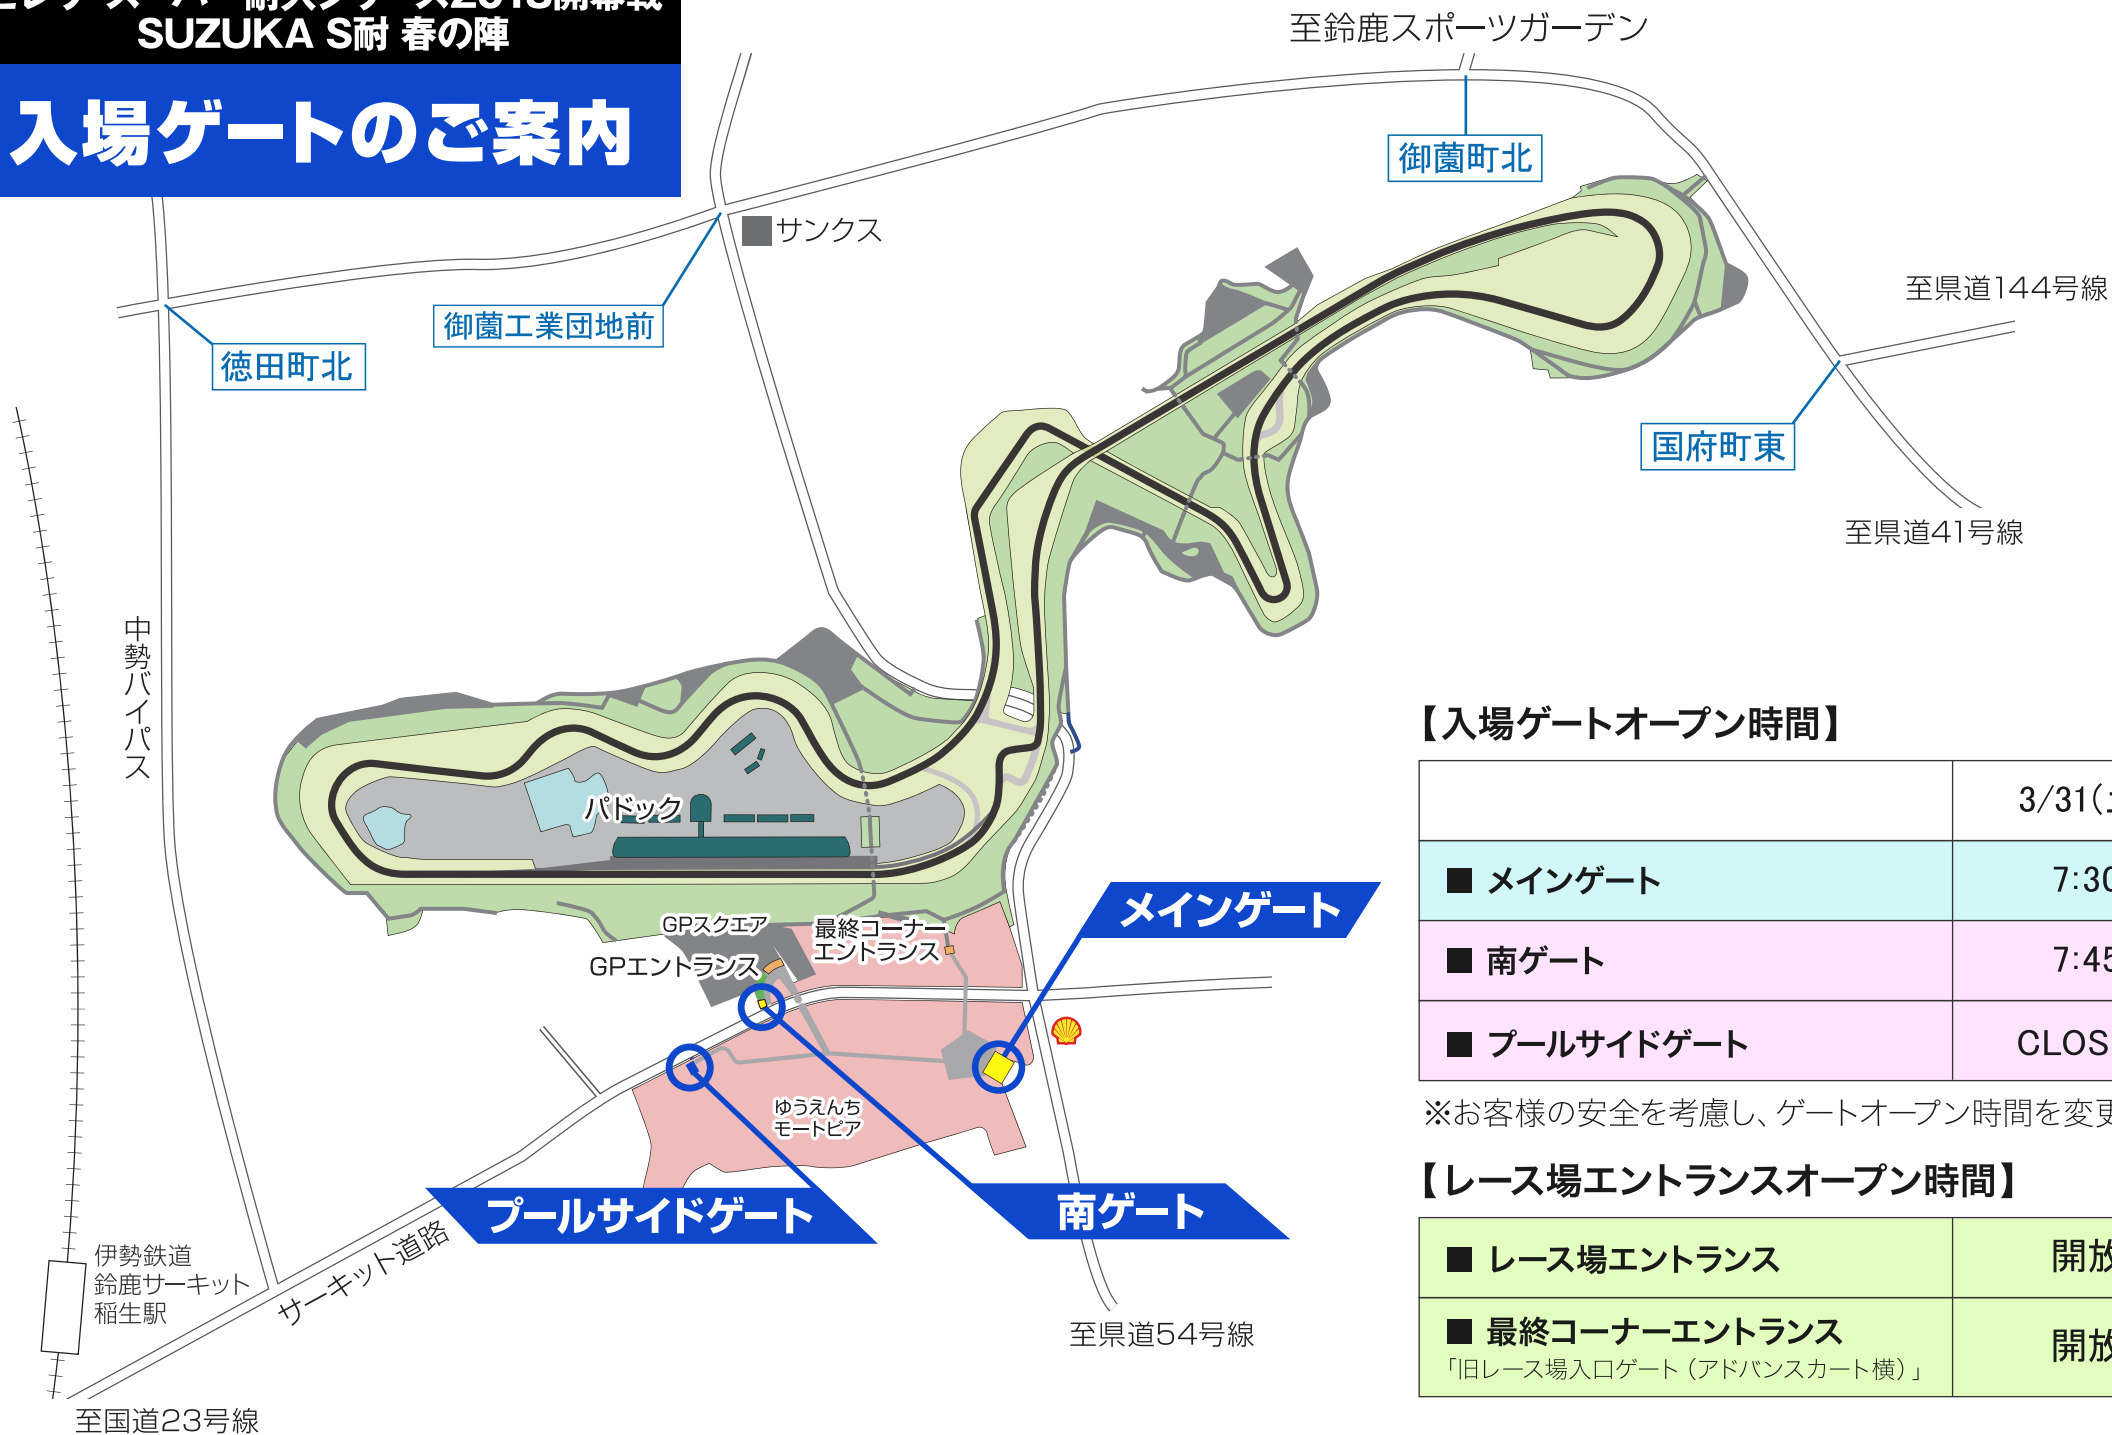 SUZUKA S耐 春の陣
入場ゲートのご案内
至鈴鹿スポーツガーデン
御薗町北
サンクス
至県道144号線
御薗工業団地前
徳田町北
国府町東
至県道41号線
中勢バイパス
パドック
GPスクエア
最終コーナー
エントランス
GPエントランス
メインゲート
ゆうえんち
モートピア
プールサイドゲート
南ゲート
サーキット道路
伊勢鉄道
鈴鹿サーキット
稲生駅
至県道54号線
至国道23号線
【入場ゲートオープン時間】
3/31(
■ メインゲート 7:30
■ 南ゲート 7:45
■ プールサイドゲート CLOS
※お客様の安全を考慮し、ゲートオープン時間を変更
【レース場エントランスオープン時間】
■ レース場エントランス 開放
■ 最終コーナーエントランス 開放
「旧レース場入口ゲート(アドバンスカート横)」